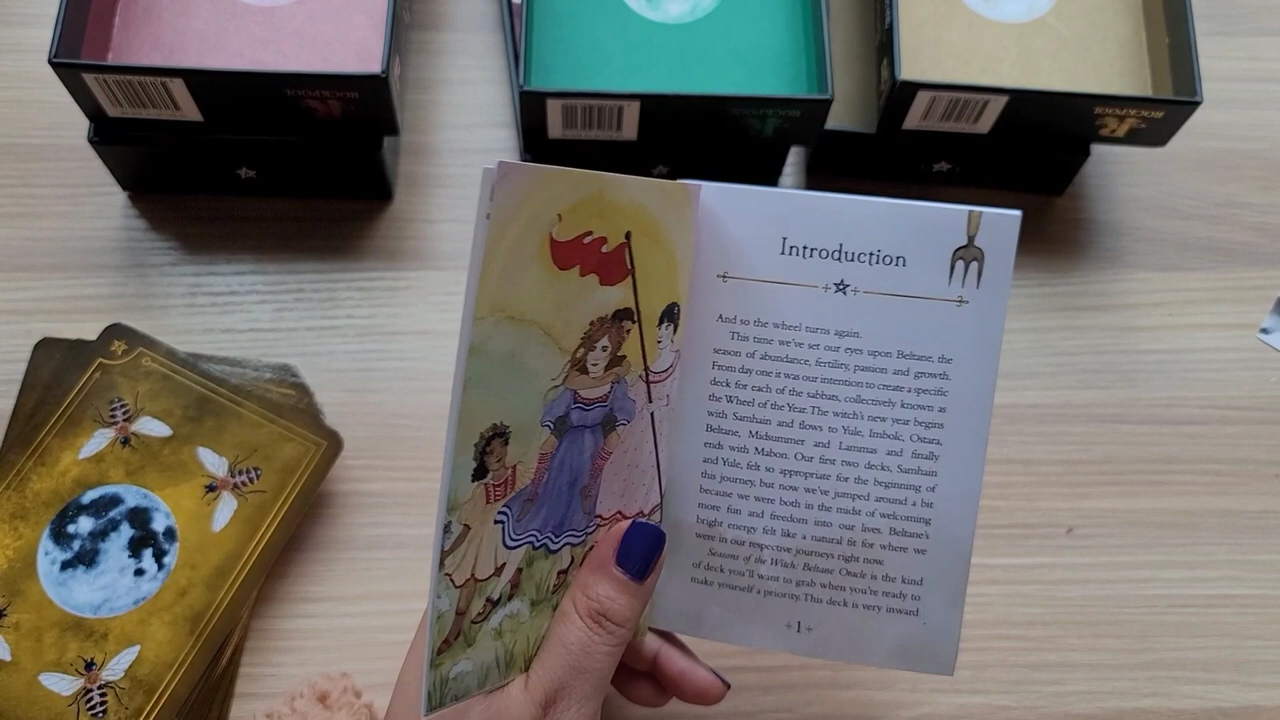 ROCKPOOL
ROCKPOOL
Introduction
And so the wheel turns again.
This time we've set our eyes upon Beltane, the
season of abundance, fertility, passion and growth.
From day one it was our intention to create a specific
deck for each of the sabbats, collectively known as
the Wheel of the Year. The witch's new year begins
with Samhain and flows to Yule, Imbolc, Ostara,
Beltane, Midsummer and Lammas and finally
ends with Mabon. Our first two decks, Samhain
and Yule, felt so appropriate for the beginning of
this journey, but now we've jumped around a bit
because we were both in the midst of welcoming
more fun and freedom into our lives. Beltane's
bright energy felt like a natural fit for where we
were in our respective journeys right now.
Seasons of the Witch: Beltane Oracle is the kind
of deck you'll want to grab when you're ready to
make yourself a priority. This deck is very inward
1